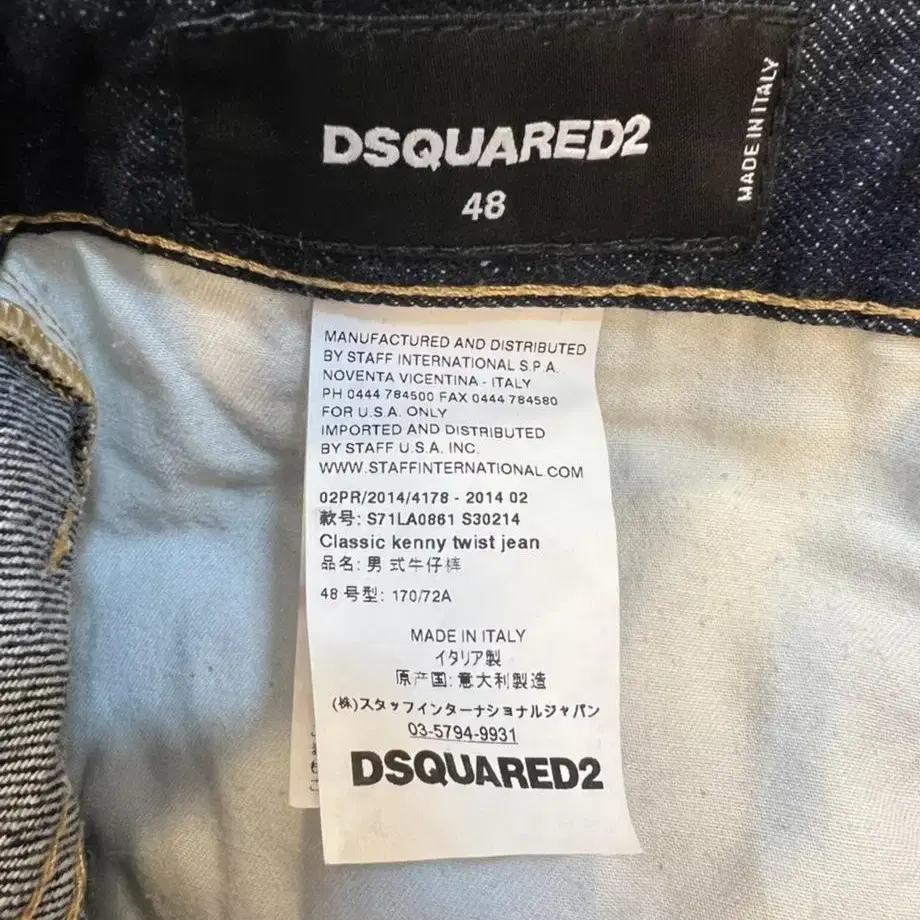 DSQUARED2
48
MADE IN ITALY
MANUFACTURED AND DISTRIBUTED
BY STAFF INTERNATIONAL S.P.A.
NOVENTA VICENTINA - ITALY
PH 0444 784500 FAX 0444 784580
FOR U.S.A. ONLY
IMPORTED AND DISTRIBUTED
BY STAFF U.S.A. INC.
WWW.STAFFINTERNATIONAL.COM
02PR/2014/4178 - 2014 02
款号: S71LA0861 S30214
Classic kenny twist jean
品名: 男式牛仔裤
48 号型: 170/72A
MADE IN ITALY
イタリア製
原产国: 意大利製造
(株)スタッフインターナショナルジャパン
03-5794-9931
DSQUARED2